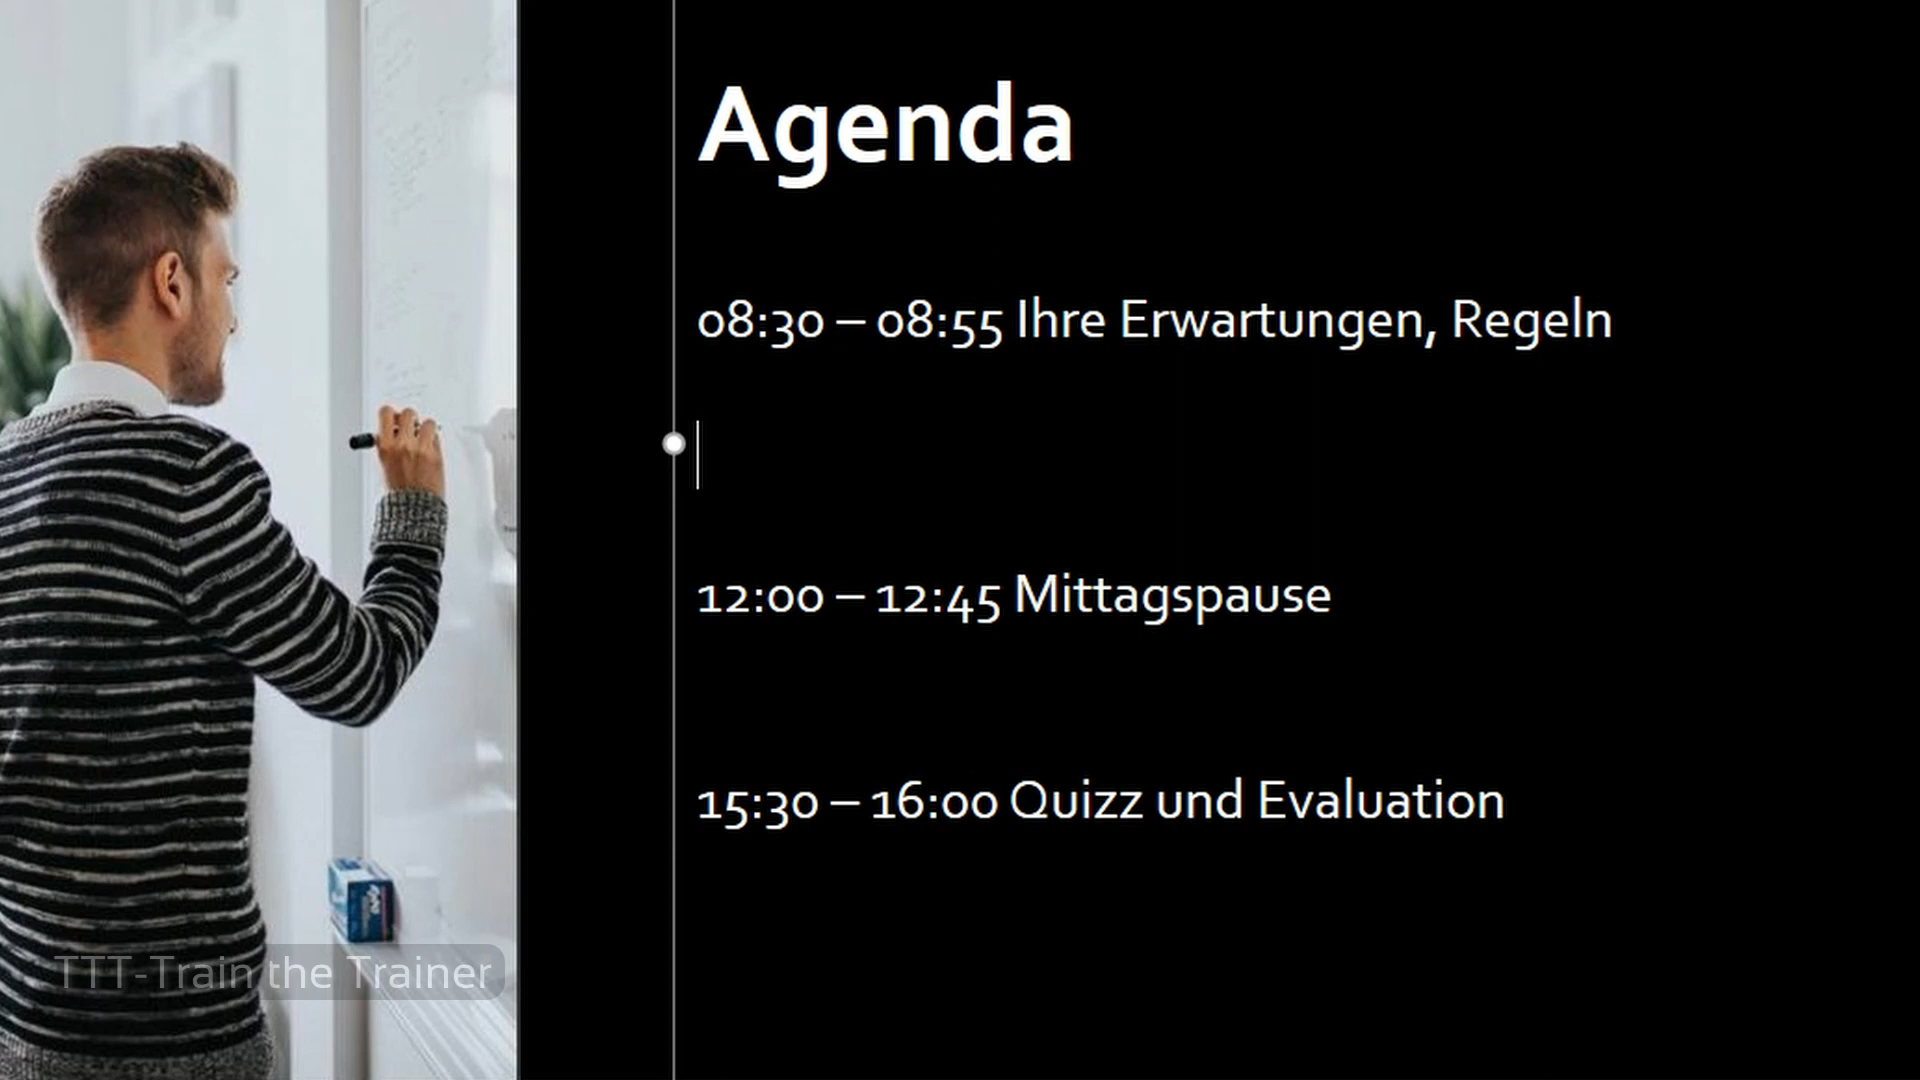 Agenda
08:30 – 08:55 Ihre Erwartungen, Regeln
12:00 – 12:45 Mittagspause
15:30 – 16:00 Quizz und Evaluation
TTT-Train the Trainer